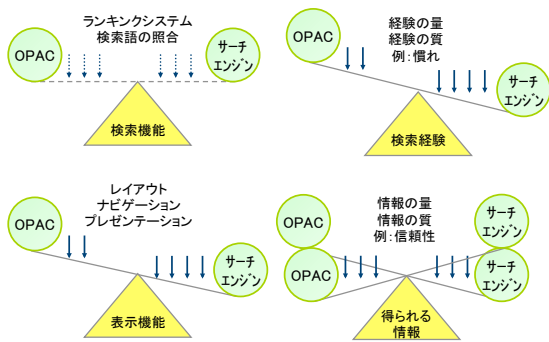 ランキングシステム
検索語の照合
OPAC
サーチ
エンジン
検索機能
経験の量
経験の質
例：慣れ
OPAC
サーチ
エンジン
検索経験
レイアウト
ナビゲーション
プレゼンテーション
OPAC
サーチ
エンジン
表示機能
情報の量
情報の質
例：信頼性
OPAC
サーチ
エンジン
OPAC
サーチ
エンジン
得られる
情報